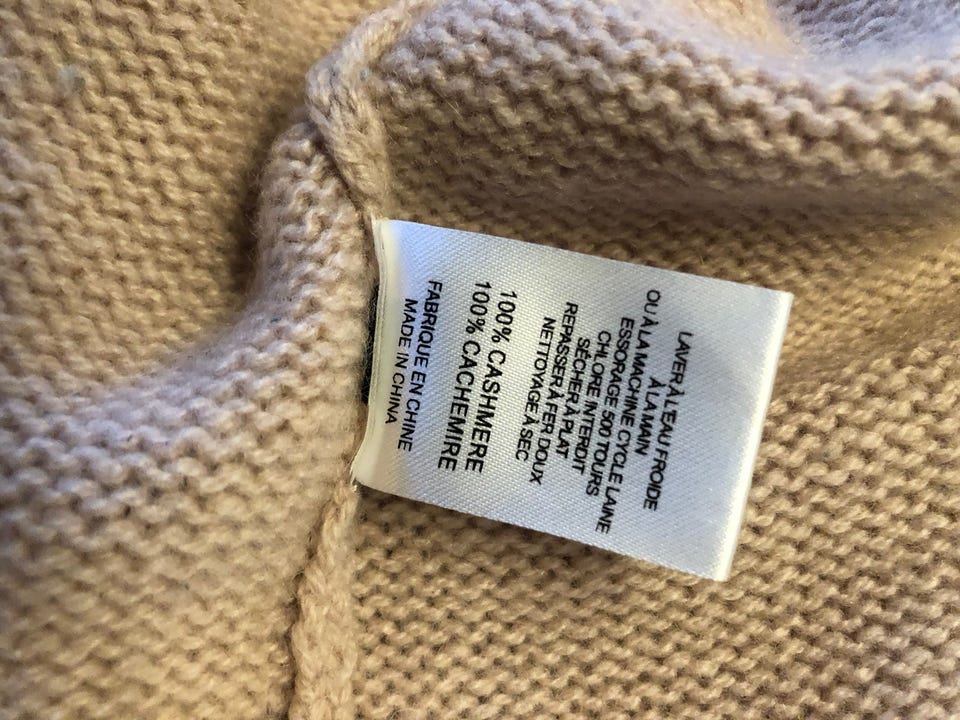 LAVER À L'EAU FROIDE
À LA MAIN
OU À LA MACHINE CYCLE LAINE
ESSORAGE 500 TOURS
CHLORE INTERDIT
SÉCHER À PLAT
REPASSER À FER DOUX
NETTOYAGE À SEC
100% CASHMERE
100% CACHEMIRE
FABRIQUE EN CHINE
MADE IN CHINA